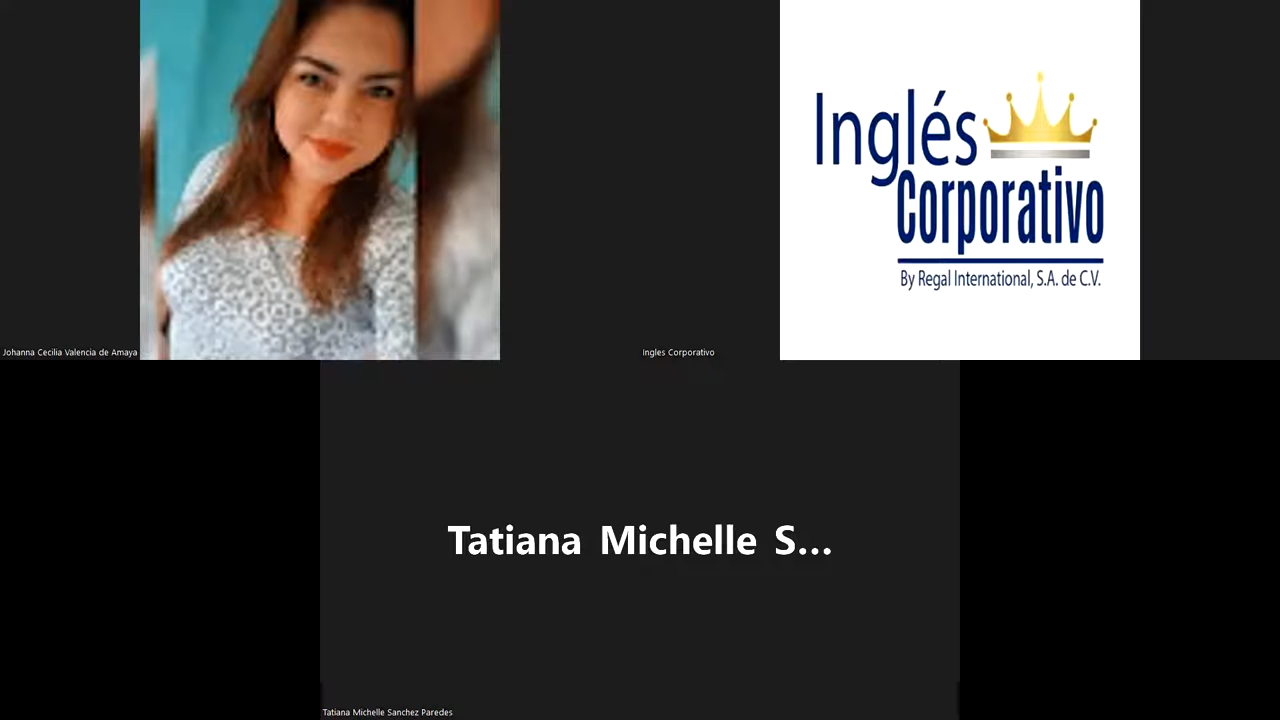 Inglés
Corporativo
By Regal International, S.A. de C.V.
Johanna Cecilia Valencia de Amaya
Ingles Corporativo
Tatiana Michelle S...
Tatiana Michelle Sanchez Paredes